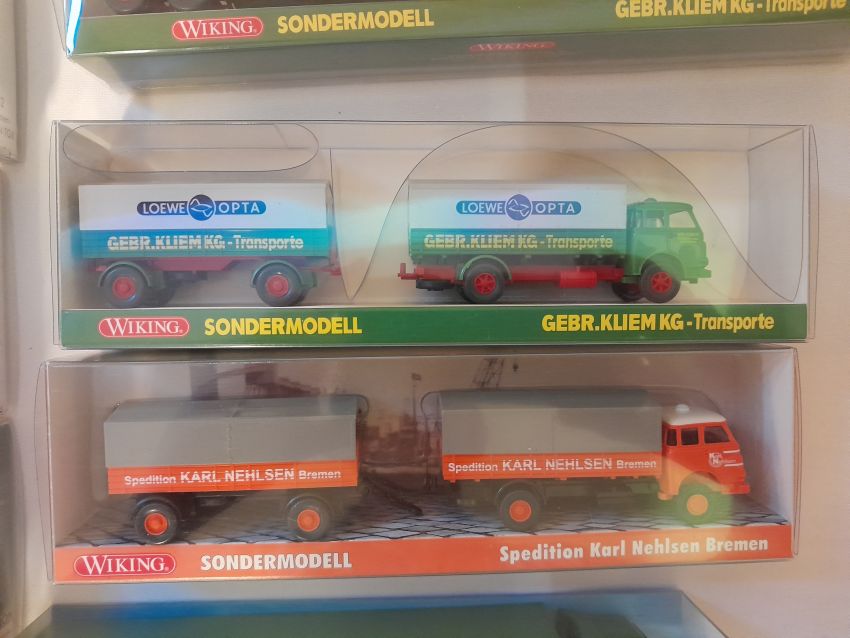 WIKING. SONDERMODELL GEBR.KLIEM KG-Transporte
WIKING.
LOEWE OPTA
GEBR.KLIEM KG-Transporte
LOEWE OPTA
GEBR.KLIEM KG-Transporte
WIKING. SONDERMODELL GEBR.KLIEM KG-Transporte
Spedition KARL NEHLSEN Bremen
Spedition KARL NEHLSEN Bremen
WIKING. SONDERMODELL Spedition Karl Nehlsen Bremen